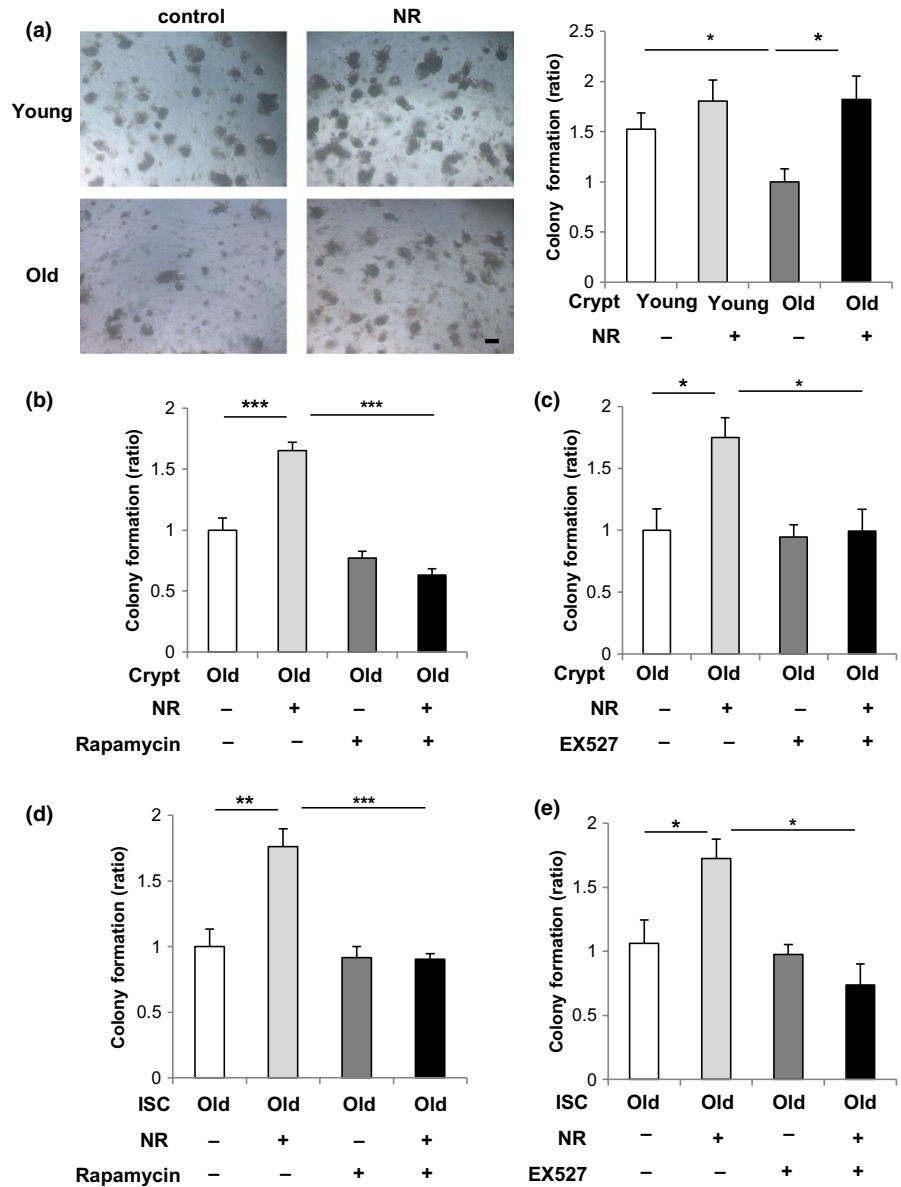 (a)
control NR
Young
Old
Colony formation (ratio)
2.5
2
1.5
1
0.5
0
* *
Crypt Young Young Old Old
NR – + – +
(b)
Colony formation (ratio)
2
1.5
1
0.5
0
*** ***
Crypt Old Old Old Old
NR – + – +
Rapamycin – – + +
(c)
Colony formation (ratio)
2
1.5
1
0.5
0
* *
Crypt Old Old Old Old
NR – + – +
EX527 – – + +
(d)
Colony formation (ratio)
2
1.5
1
0.5
0
** ***
ISC Old Old Old Old
NR – + – +
Rapamycin – – + +
(e)
Colony formation (ratio)
2
1.5
1
0.5
0
* *
ISC Old Old Old Old
NR – + – +
EX527 – – + +